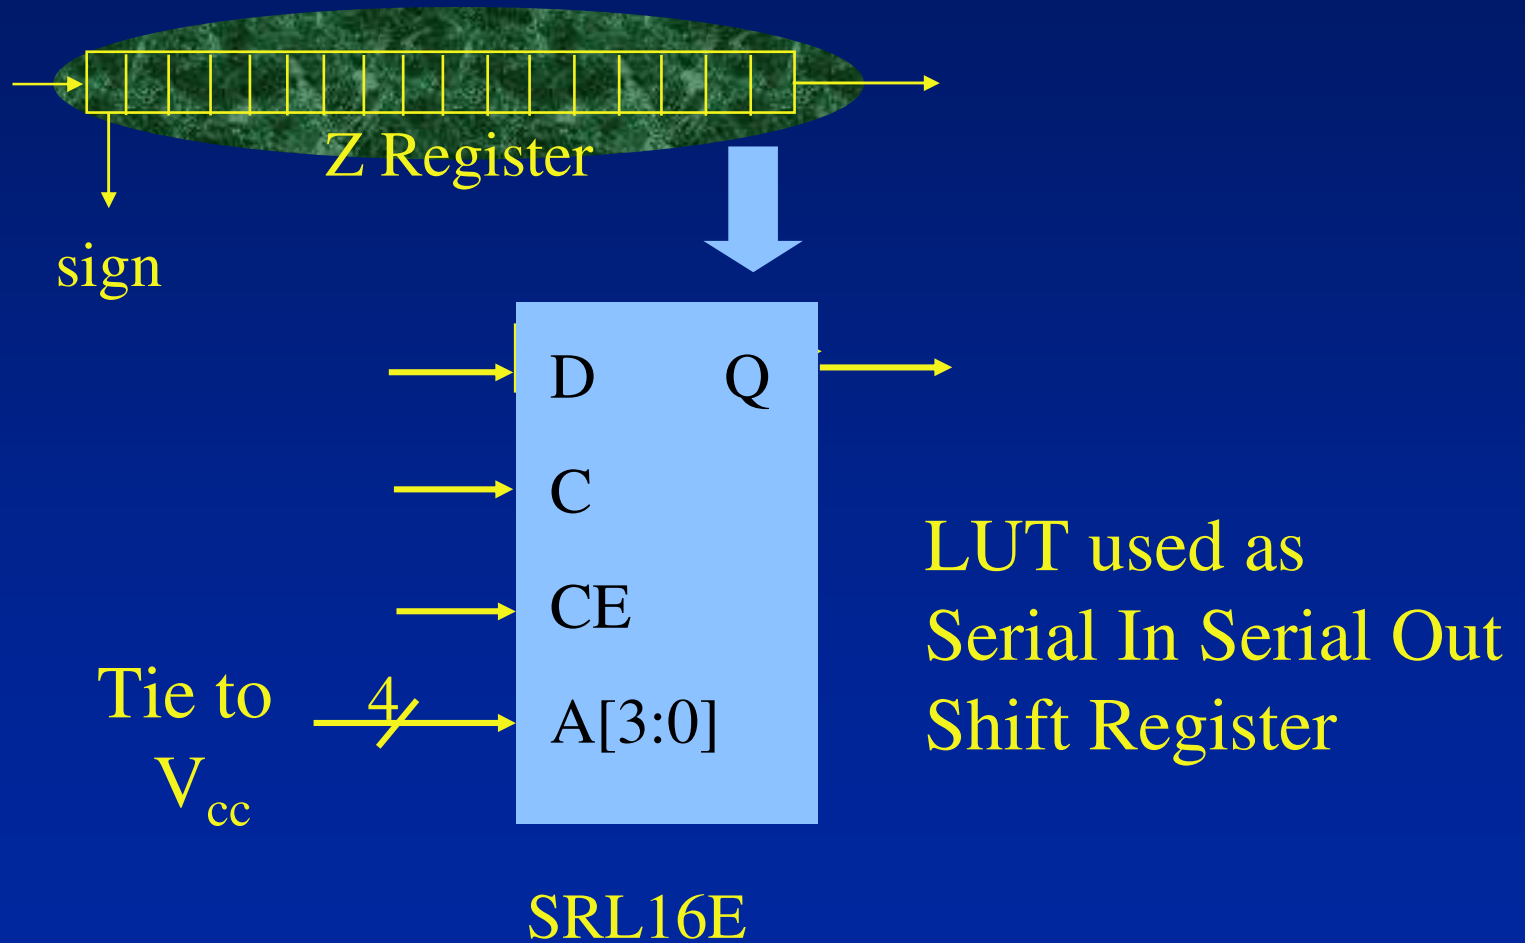 Z Register
sign
D
Q
C
CE
A[3:0]
4
Tie to
Vcc
LUT used as
Serial In Serial Out
Shift Register
SRL16E